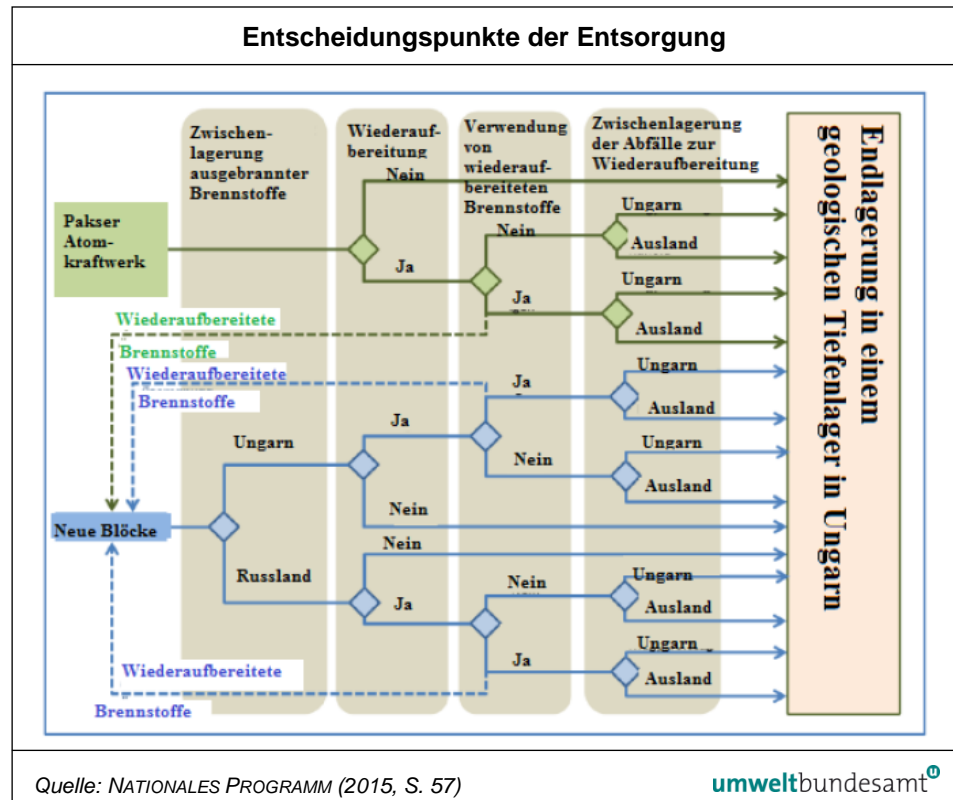 Entscheidungspunkte der Entsorgung
Zwischen-
lagerung
ausgebrannter
Brennstoffe
Wiederauf-
bereitung
Verwendung
von
wiederauf-
bereiteten
Brennstoffe
Zwischenlagerung
der Abfälle zur
Wiederaufbereitung
Endlagerung in einem
geologischen Tiefenlager in Ungarn
Pakser
Atom-
kraftwerk
Nein
Ja
Nein
Ja
Ungarn
Ausland
Ungarn
Ausland
Wiederaufbereitete
Brennstoffe
Wiederaufbereitete
Brennstoffe
Neue Blöcke
Ungarn
Russland
Ja
Nein
Ja
Nein
Ungarn
Ausland
Ungarn
Ausland
Nein
Ja
Nein
Ja
Ungarn
Ausland
Ungarn
Ausland
Wiederaufbereitete
Brennstoffe
Quelle: NATIONALES PROGRAMM (2015, S. 57)
umweltbundesamt